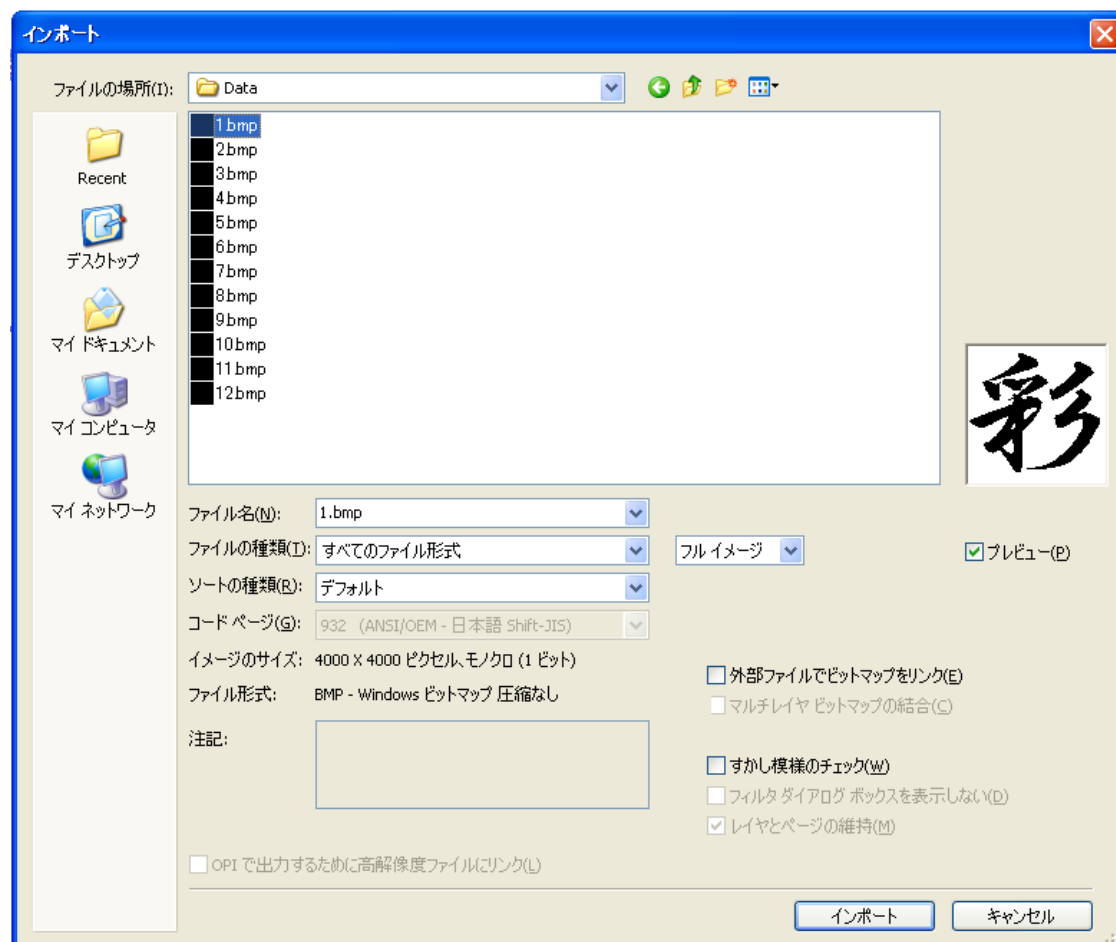 インポート
ファイルの場所(I):
Data
Recent
デスクトップ
マイ ドキュメント
マイ コンピュータ
マイ ネットワーク
1.bmp
2.bmp
3.bmp
4.bmp
5.bmp
6.bmp
7.bmp
8.bmp
9.bmp
10.bmp
11.bmp
12.bmp
彩
ファイル名(N):
1.bmp
ファイルの種類(T):
すべてのファイル形式
フル イメージ
プレビュー(P)
ソートの種類(R):
デフォルト
コード ページ(G):
932 (ANSI/OEM - 日本語 Shift-JIS)
イメージのサイズ:
4000 X 4000 ピクセル、モノクロ (1 ビット)
外部ファイルでビットマップをリンク(E)
ファイル形式:
BMP - Windows ビットマップ 圧縮なし
マルチレイヤ ビットマップの結合(C)
注記:
すかし模様のチェック(W)
フィルタ ダイアログ ボックスを表示しない(D)
レイヤとページの維持(M)
OPI で出力するために高解像度ファイルにリンク(L)
インポート
キャンセル